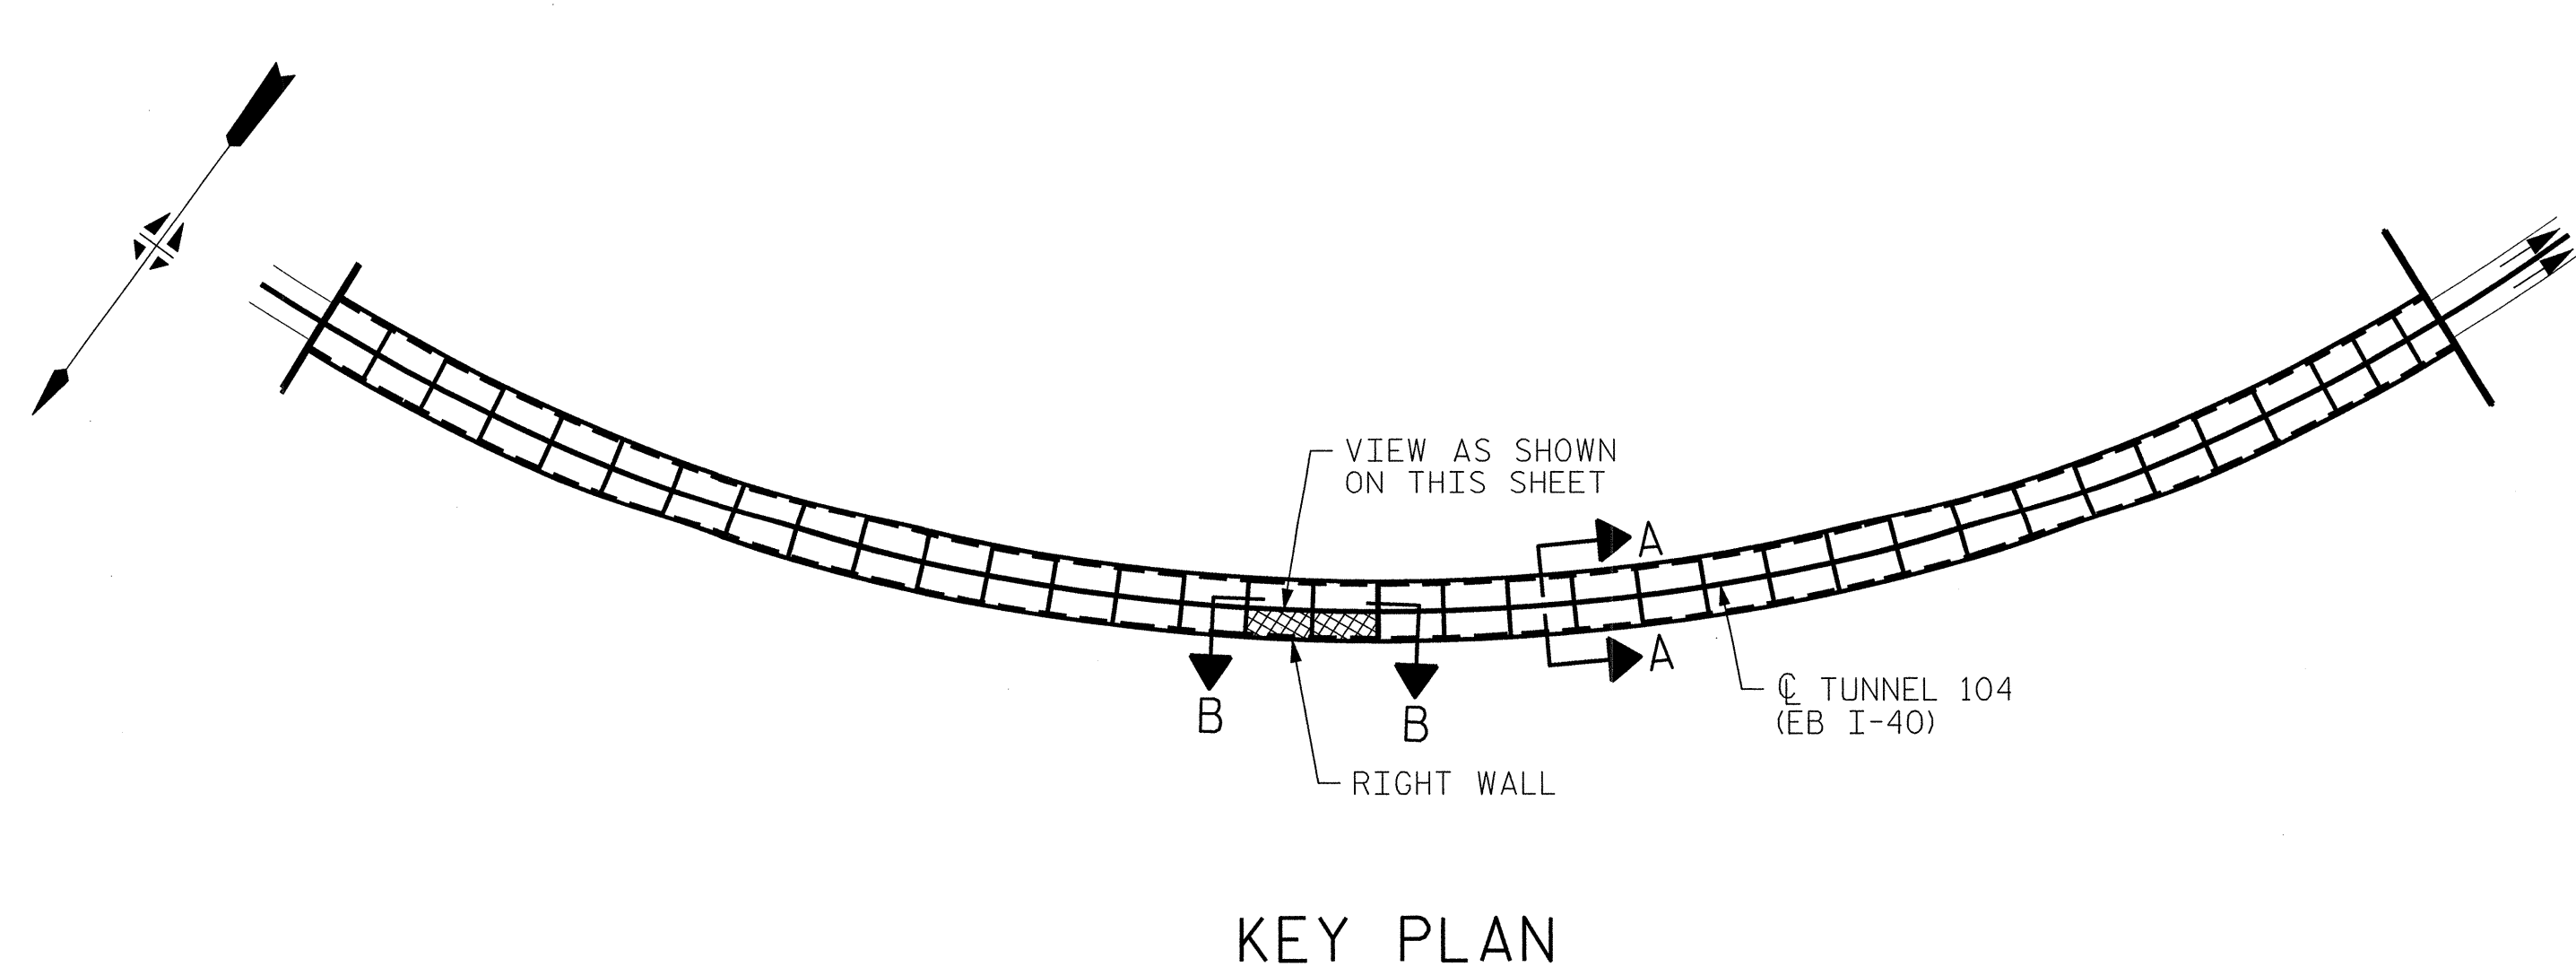 VIEW AS SHOWN
ON THIS SHEET
A
A
℄ TUNNEL 104
(EB I-40)
B
B
RIGHT WALL
KEY PLAN